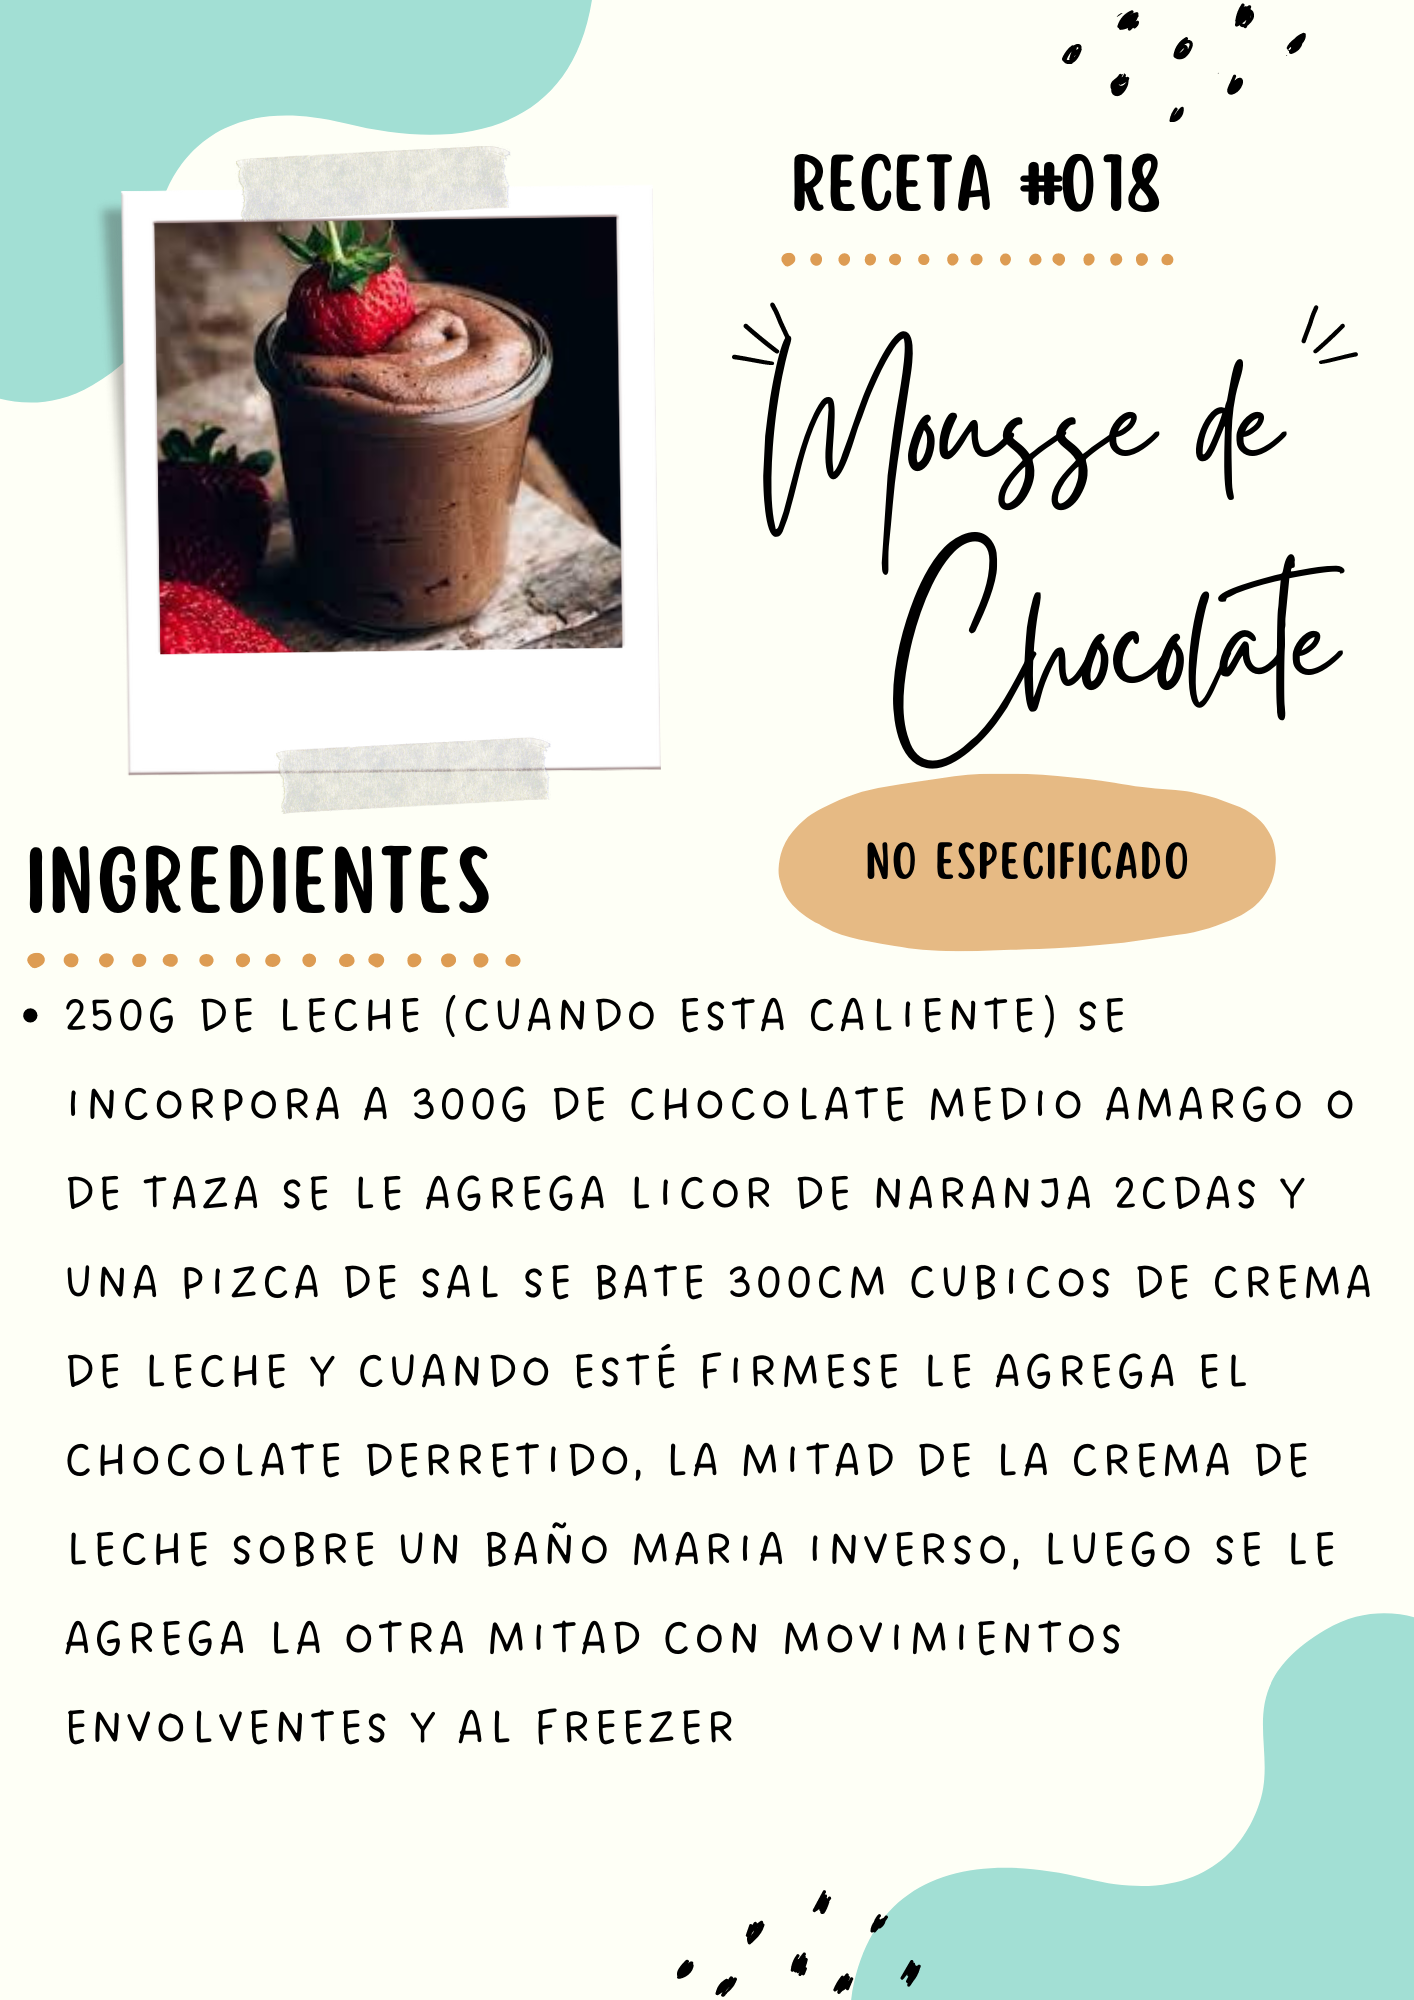 RECETA #018
Mousse de
Chocolate
NO ESPECIFICADO
INGREDIENTES
• 250G DE LECHE (CUANDO ESTA CALIENTE) SE
INCORPORA A 300G DE CHOCOLATE MEDIO AMARGO O
DE TAZA SE LE AGREGA LICOR DE NARANJA 2CDAS Y
UNA PIZCA DE SAL SE BATE 300CM CUBICOS DE CREMA
DE LECHE Y CUANDO ESTÉ FIRMESE LE AGREGA EL
CHOCOLATE DERRETIDO, LA MITAD DE LA CREMA DE
LECHE SOBRE UN BAÑO MARIA INVERSO, LUEGO SE LE
AGREGA LA OTRA MITAD CON MOVIMIENTOS
ENVOLVENTES Y AL FREEZER